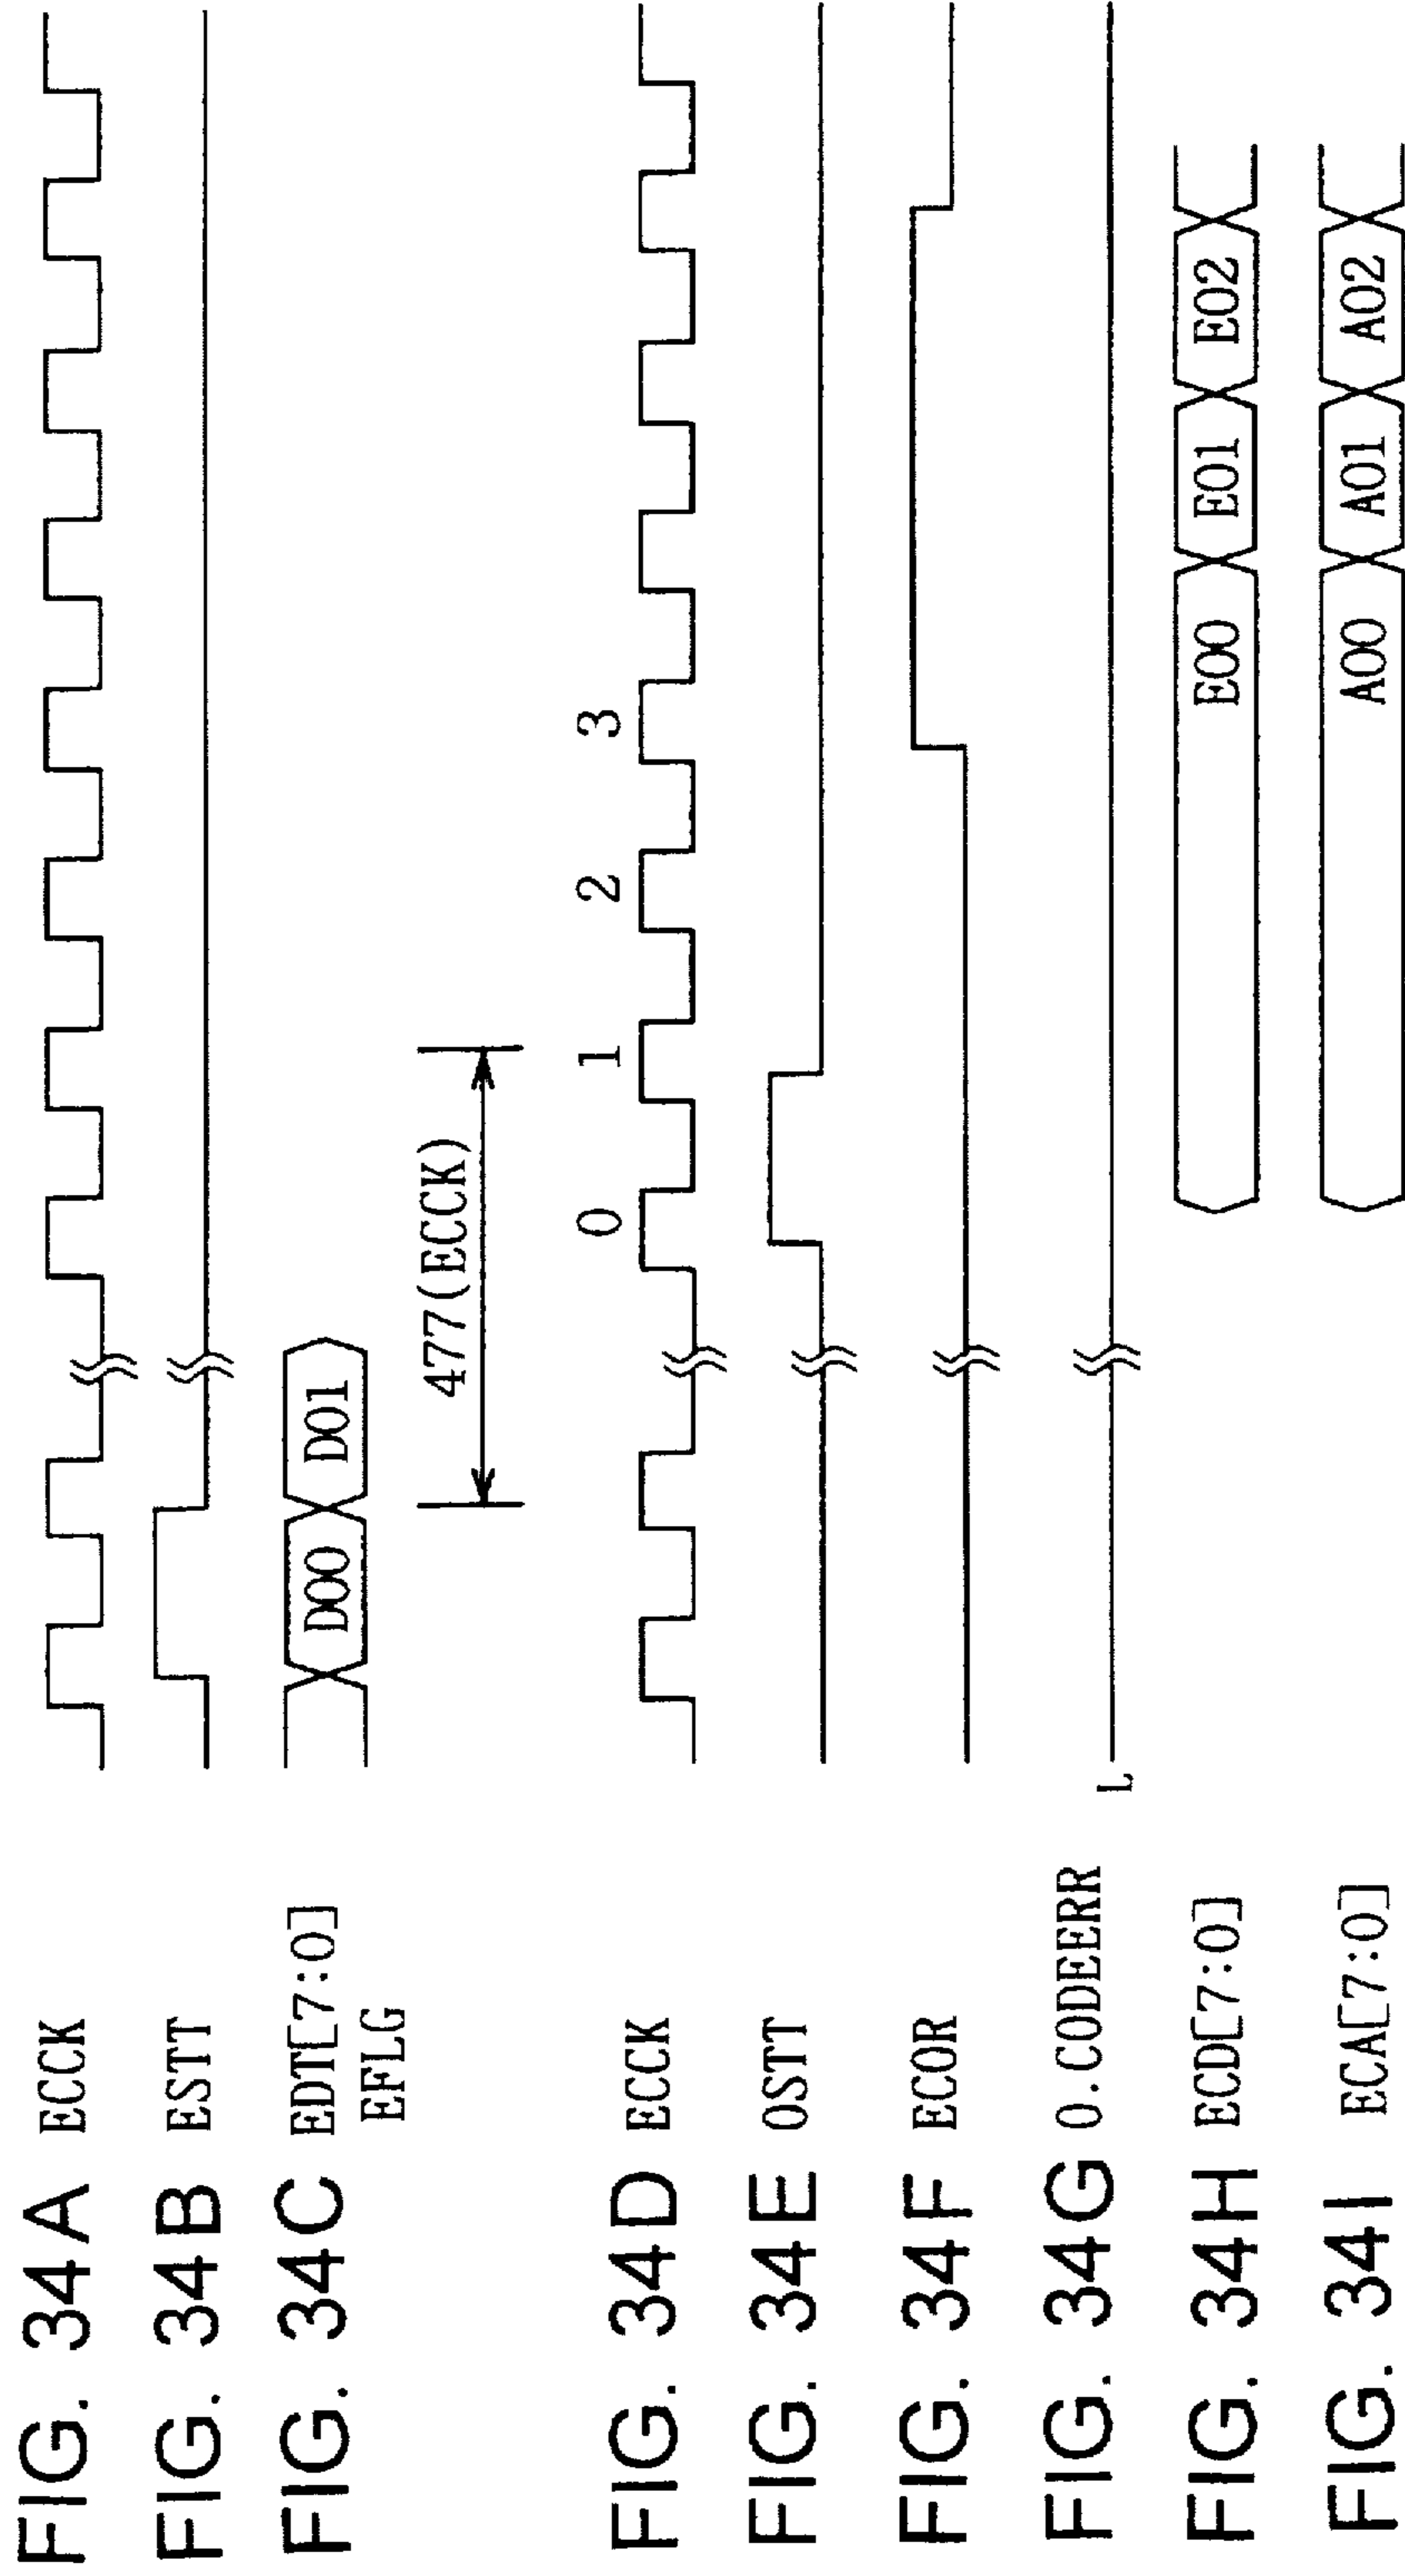 FIG. 34A ECCK
FIG. 34B ESTT
FIG. 34C EDT[7:0] D00 D01
EFLG
477(ECCK)
0 1 2 3
FIG. 34D ECCK
FIG. 34E OSTT
FIG. 34F ECOR
FIG. 34G O.CODEERR L
FIG. 34H ECD[7:0] E00 E01 E02
FIG. 34I ECA[7:0] A00 A01 A02